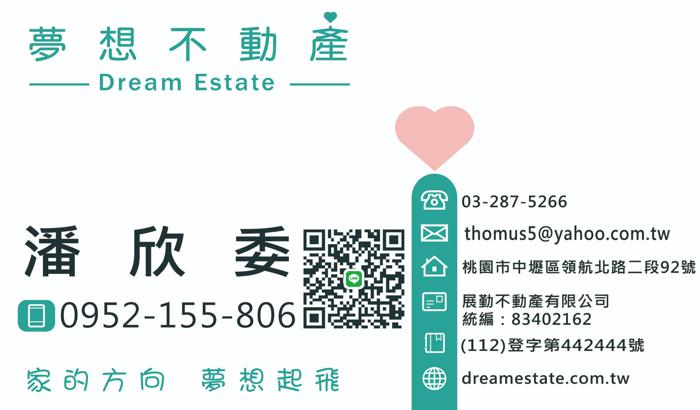 夢想不動產
Dream Estate
潘欣委
0952-155-806
家的方向 夢想起飛
03-287-5266
thomus5@yahoo.com.tw
桃園市中壢區領航北路二段92號
展勤不動產有限公司
統編：83402162
(112)登字第442444號
dreamestate.com.tw